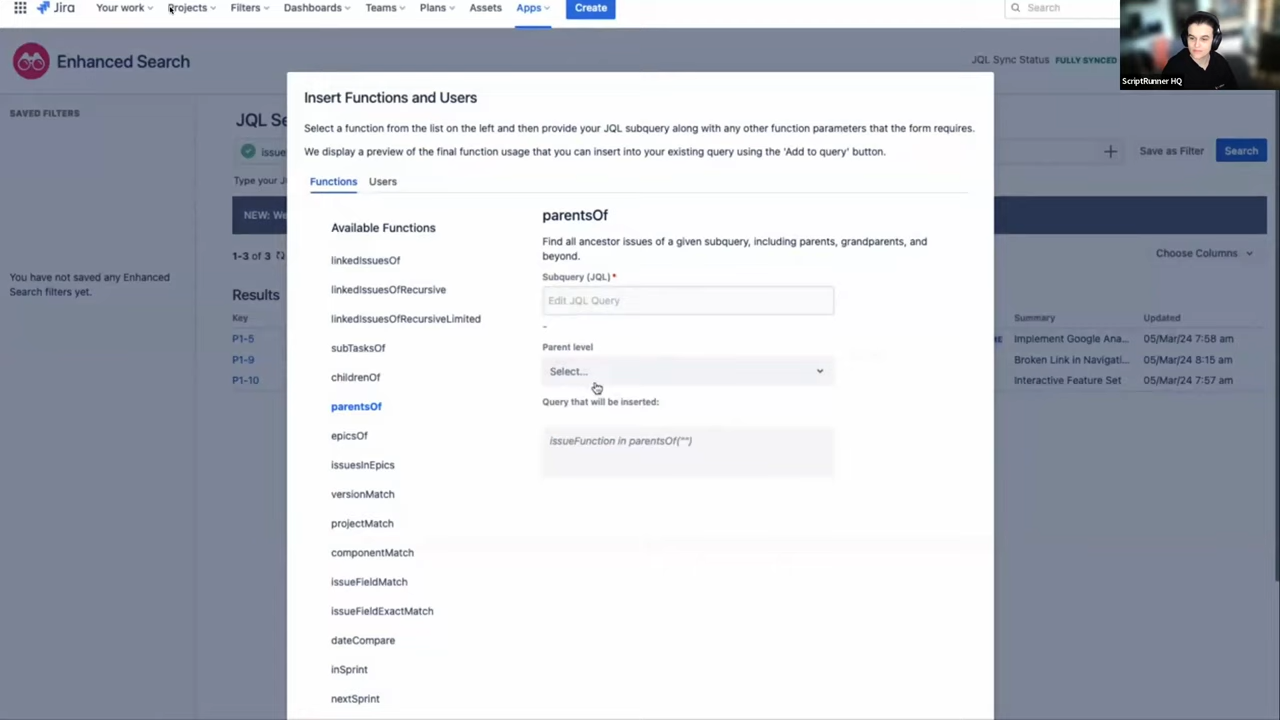 Jira Your work Projects Filters Dashboards Teams Plans Assets Apps Create Search
ScriptRunner HQ
Enhanced Search JQL Sync Status FULLY SYNCED
SAVED FILTERS
You have not saved any Enhanced
Search filters yet.
JQL Se
issue
Save as Filter Search
Type your J
NEW: We
1-3 of 3 Choose Columns
Results
Key Summary Updated
P1-5 Implement Google Ana... 05/Mar/24 7:58 am
P1-9 Broken Link in Navigati... 05/Mar/24 8:15 am
P1-10 Interactive Feature Set 05/Mar/24 7:57 am
Insert Functions and Users
Select a function from the list on the left and then provide your JQL subquery along with any other function parameters that the form requires.
We display a preview of the final function usage that you can insert into your existing query using the 'Add to query' button.
Functions Users
Available Functions
linkedIssuesOf
linkedIssuesOfRecursive
linkedIssuesOfRecursiveLimited
subTasksOf
childrenOf
parentsOf
epicsOf
issuesInEpics
versionMatch
projectMatch
componentMatch
issueFieldMatch
issueFieldExactMatch
dateCompare
inSprint
nextSprint
parentsOf
Find all ancestor issues of a given subquery, including parents, grandparents, and
beyond.
Subquery (JQL) *
Edit JQL Query
-
Parent level
Select...
Query that will be inserted:
issueFunction in parentsOf("")